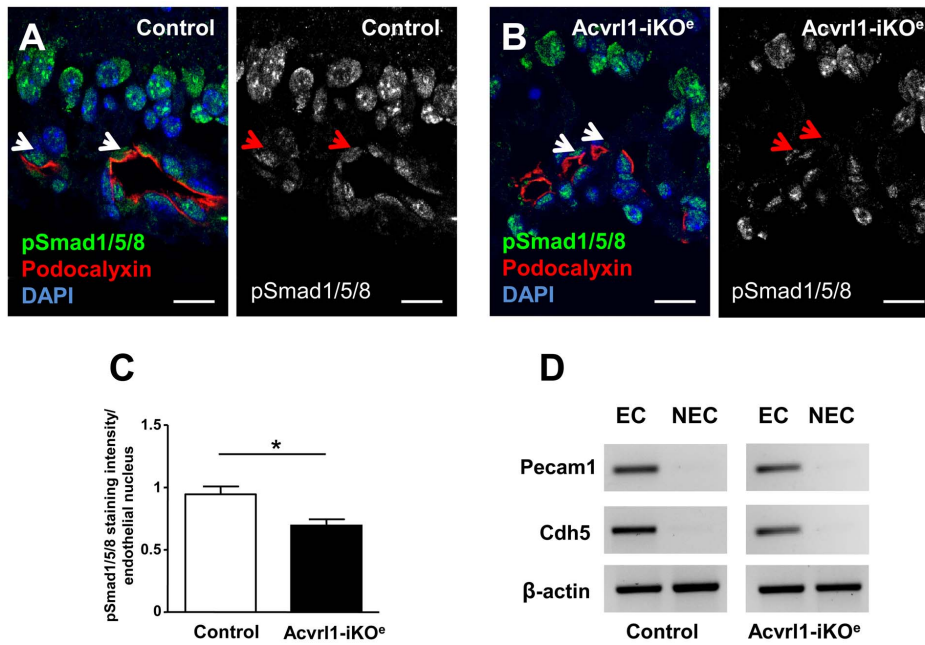 A
Control
Control
pSmad1/5/8
Podocalyxin
DAPI
pSmad1/5/8
B
Acvrl1-iKOᵉ
Acvrl1-iKOᵉ
pSmad1/5/8
Podocalyxin
DAPI
pSmad1/5/8
C
pSmad1/5/8 staining intensity/
endothelial nucleus
1.5
1
0.5
0
*
Control
Acvrl1-iKOᵉ
D
EC NEC EC NEC
Pecam1
Cdh5
β-actin
Control Acvrl1-iKOᵉ